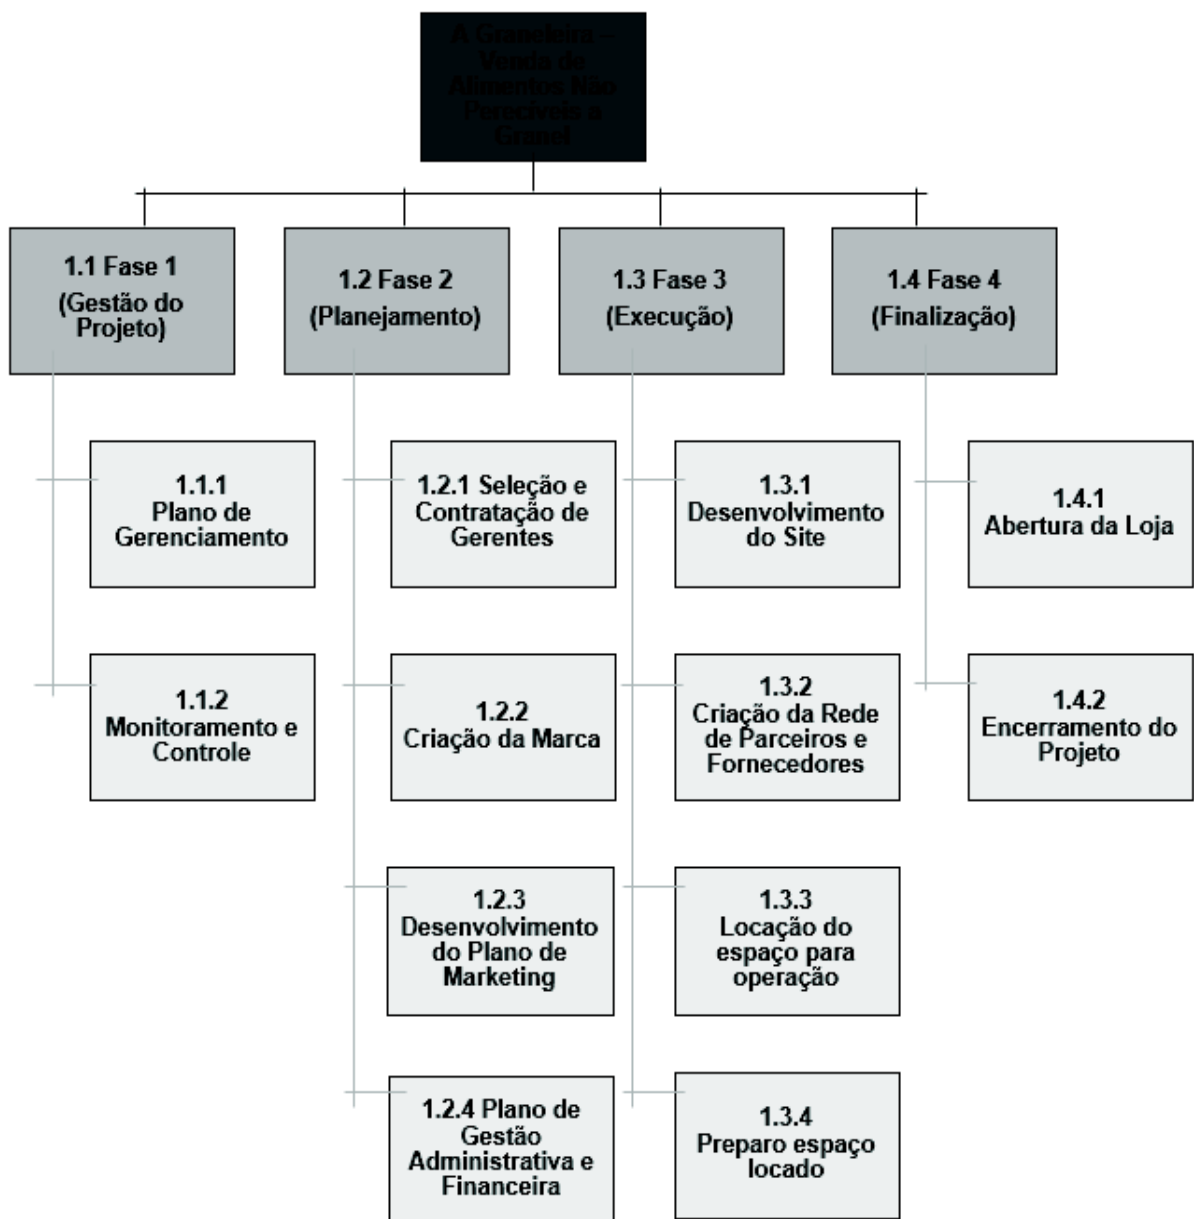 A Graneleira –
Venda de
Alimentos Não
Perecíveis a
Granel
1.1 Fase 1
(Gestão do
Projeto)
1.2 Fase 2
(Planejamento)
1.3 Fase 3
(Execução)
1.4 Fase 4
(Finalização)
1.1.1
Plano de
Gerenciamento
1.2.1 Seleção e
Contratação de
Gerentes
1.3.1
Desenvolvimento
do Site
1.4.1
Abertura da Loja
1.1.2
Monitoramento e
Controle
1.2.2
Criação da Marca
1.3.2
Criação da Rede
de Parceiros e
Fornecedores
1.4.2
Encerramento do
Projeto
1.2.3
Desenvolvimento
do Plano de
Marketing
1.3.3
Locação do
espaço para
operação
1.2.4 Plano de
Gestão
Administrativa e
Financeira
1.3.4
Preparo espaço
locado